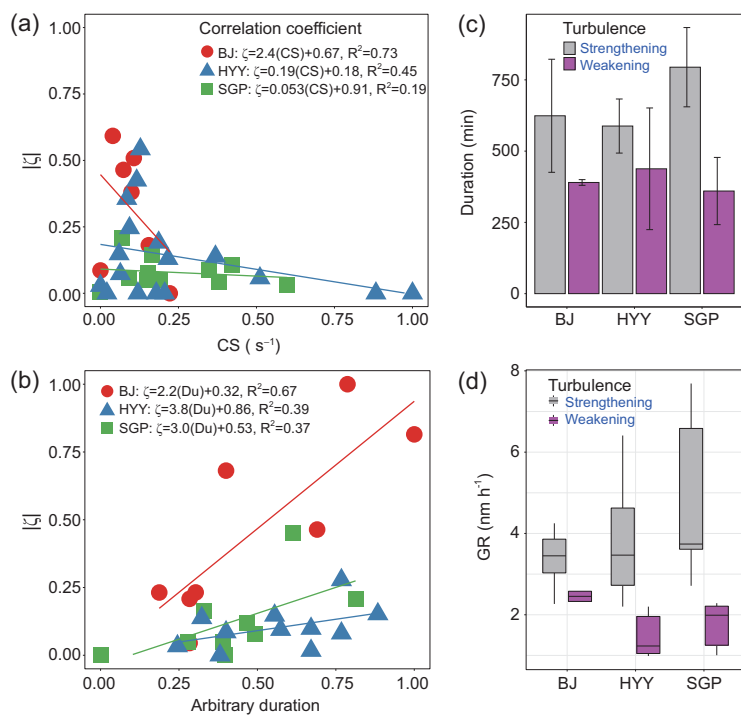 (a)
Correlation coefficient
BJ: ζ=2.4(CS)+0.67, R²=0.73
HYY: ζ=0.19(CS)+0.18, R²=0.45
SGP: ζ=0.053(CS)+0.91, R²=0.19
1.00
0.75
0.50
0.25
0.00
|ζ|
0.00 0.25 0.50 0.75 1.00
CS ( s⁻¹)
(b)
BJ: ζ=2.2(Du)+0.32, R²=0.67
HYY: ζ=3.8(Du)+0.86, R²=0.39
SGP: ζ=3.0(Du)+0.53, R²=0.37
1.00
0.75
0.50
0.25
0.00
|ζ|
0.00 0.25 0.50 0.75 1.00
Arbitrary duration
(c)
Turbulence
Strengthening
Weakening
750
500
250
0
Duration (min)
BJ HYY SGP
(d)
Turbulence
Strengthening
Weakening
8
6
4
2
GR (nm h⁻¹)
BJ HYY SGP